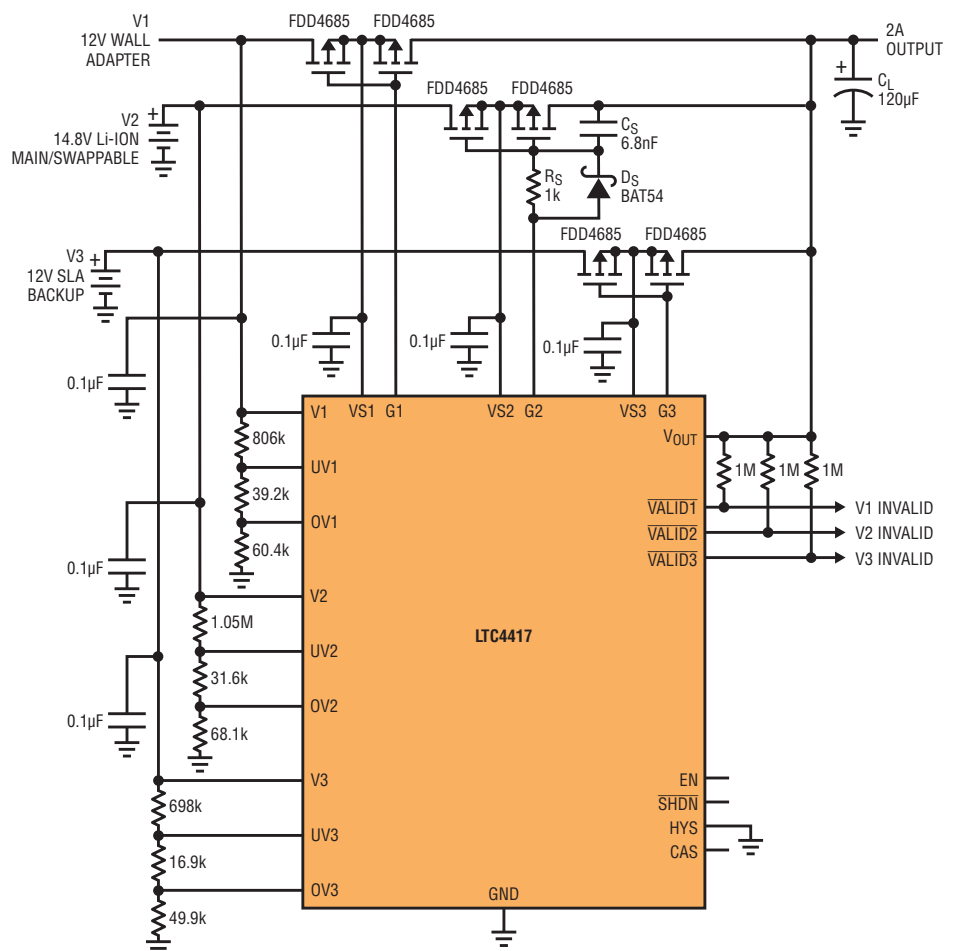 V1
12V WALL
ADAPTER
FDD4685
FDD4685
2A
OUTPUT
+
C_L
120µF
FDD4685
FDD4685
V2
+
14.8V Li-ION
MAIN/SWAPPABLE
C_S
6.8nF
R_S
1k
D_S
BAT54
FDD4685
FDD4685
V3
+
12V SLA
BACKUP
0.1µF
0.1µF
0.1µF
0.1µF
V1
VS1
G1
VS2
G2
VS3
G3
V_OUT
806k
UV1
1M
1M
1M
39.2k
VALID1
V1 INVALID
OV1
VALID2
V2 INVALID
60.4k
VALID3
V3 INVALID
0.1µF
V2
1.05M
LTC4417
UV2
31.6k
OV2
0.1µF
68.1k
V3
EN
698k
SHDN
UV3
HYS
16.9k
CAS
OV3
GND
49.9k